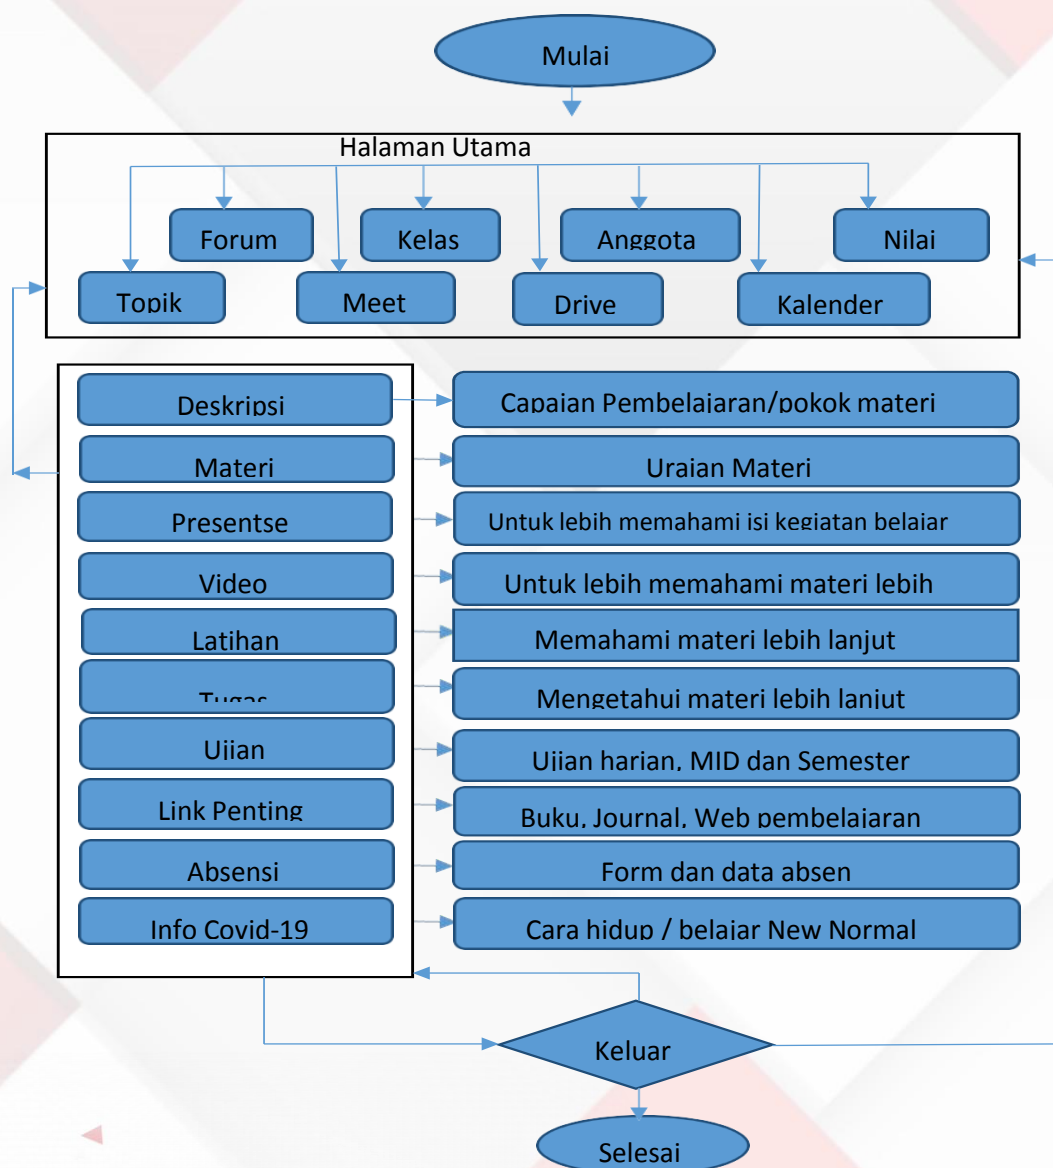 Mulai
Halaman Utama
Forum
Kelas
Anggota
Nilai
Topik
Meet
Drive
Kalender
Deskripsi
Capaian Pembelajaran/pokok materi
Materi
Uraian Materi
Presentse
Untuk lebih memahami isi kegiatan belajar
Video
Untuk lebih memahami materi lebih
Latihan
Memahami materi lebih lanjut
Tugas
Mengetahui materi lebih lanjut
Ujian
Ujian harian, MID dan Semester
Link Penting
Buku, Journal, Web pembelajaran
Absensi
Form dan data absen
Info Covid-19
Cara hidup / belajar New Normal
Keluar
Selesai